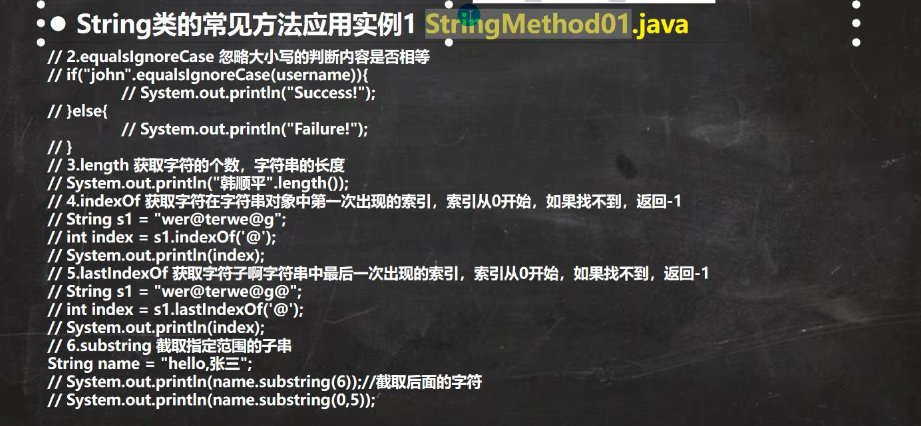 ● String类的常见方法应用实例1 StringMethod01.java
// 2.equalsIgnoreCase 忽略大小写的判断内容是否相等
// if("john".equalsIgnoreCase(username)){
// System.out.println("Success!");
// }else{
// System.out.println("Failure!");
// }
// 3.length 获取字符的个数，字符串的长度
// System.out.println("韩顺平".length());
// 4.indexOf 获取字符在字符串对象中第一次出现的索引，索引从0开始，如果找不到，返回-1
// String s1 = "wer@terwe@g";
// int index = s1.indexOf('@');
// System.out.println(index);
// 5.lastIndexOf 获取字符子啊字符串中最后一次出现的索引，索引从0开始，如果找不到，返回-1
// String s1 = "wer@terwe@g@";
// int index = s1.lastIndexOf('@');
// System.out.println(index);
// 6.substring 截取指定范围的子串
String name = "hello,张三";
// System.out.println(name.substring(6));//截取后面的字符
// System.out.println(name.substring(0,5));